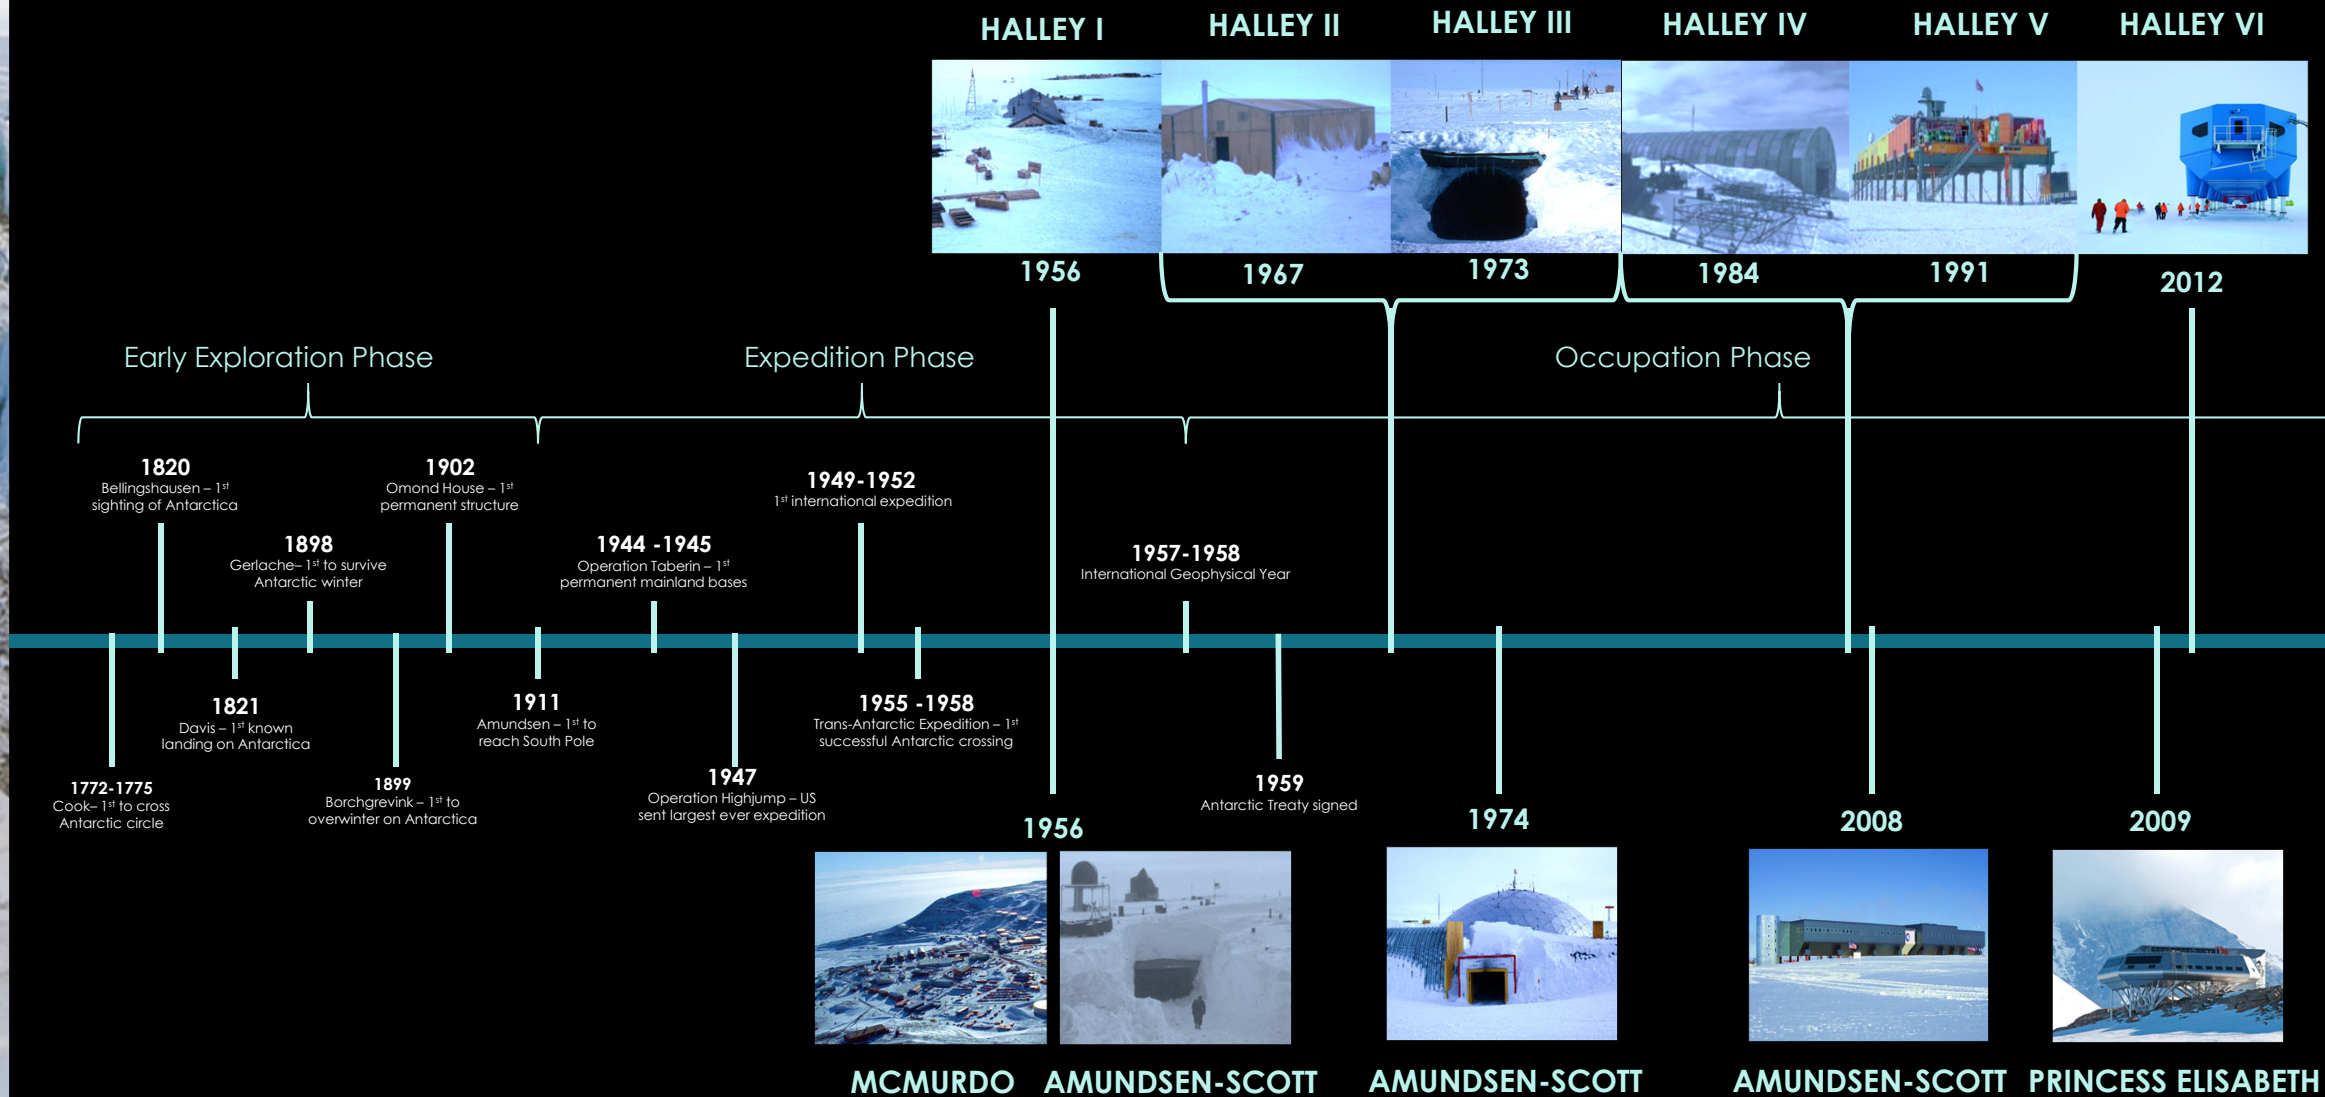 HALLEY I
HALLEY II
HALLEY III
HALLEY IV
HALLEY V
HALLEY VI
1956
1967
1973
1984
1991
2012
Early Exploration Phase
Expedition Phase
Occupation Phase
1820
Bellingshausen – 1st
sighting of Antarctica
1902
Omond House – 1st
permanent structure
1949-1952
1st international expedition
1898
Gerlache– 1st to survive
Antarctic winter
1944 -1945
Operation Taberin – 1st
permanent mainland bases
1957-1958
International Geophysical Year
1821
Davis – 1st known
landing on Antarctica
1911
Amundsen – 1st to
reach South Pole
1955 -1958
Trans-Antarctic Expedition – 1st
successful Antarctic crossing
1772-1775
Cook– 1st to cross
Antarctic circle
1899
Borchgrevink – 1st to
overwinter on Antarctica
1947
Operation Highjump – US
sent largest ever expedition
1959
Antarctic Treaty signed
1956
1974
2008
2009
MCMURDO
AMUNDSEN-SCOTT
AMUNDSEN-SCOTT
AMUNDSEN-SCOTT
PRINCESS ELISABETH